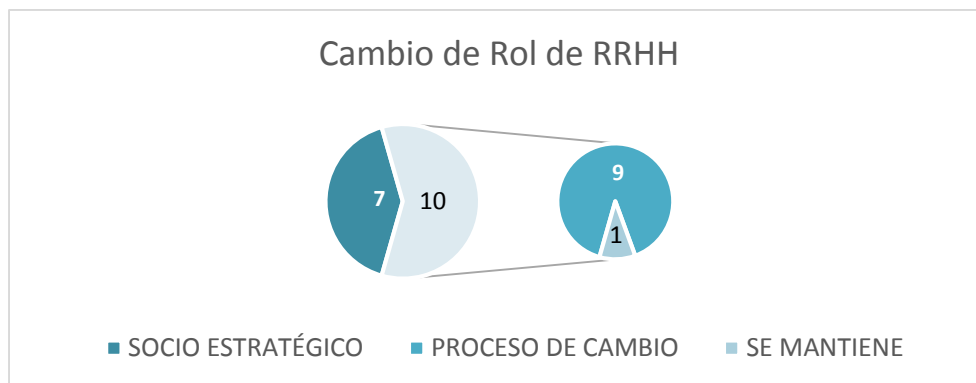 Cambio de Rol de RRHH
7
10
9
1
SOCIO ESTRATÉGICO
PROCESO DE CAMBIO
SE MANTIENE